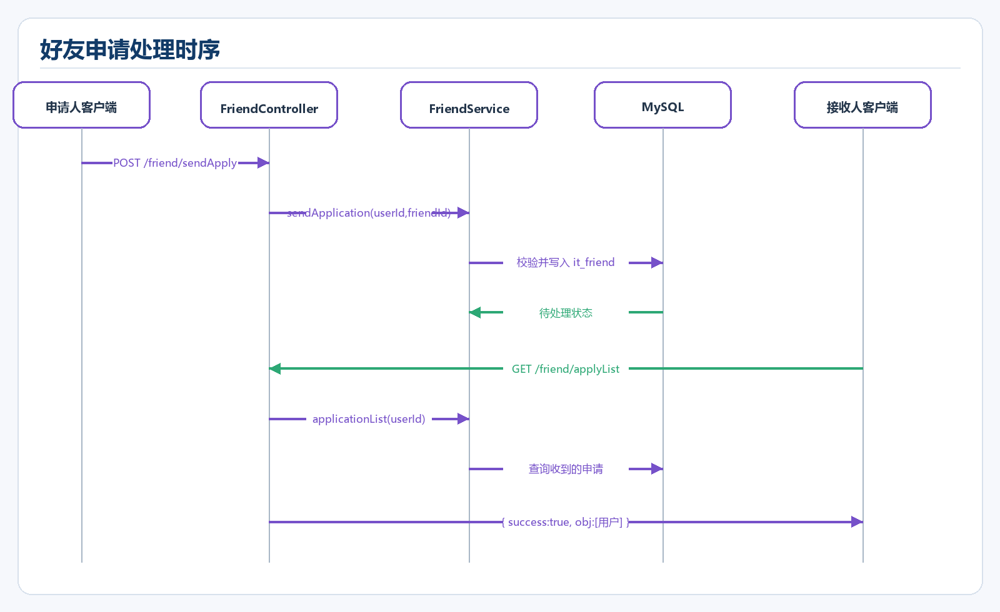 好友申请处理时序
申请人客户端
FriendController
FriendService
MySQL
接收人客户端
POST /friend/sendApply
sendApplication(userId,friendId)
校验并写入 it_friend
待处理状态
GET /friend/applyList
applicationList(userId)
查询收到的申请
{ success:true, obj:[用户] }